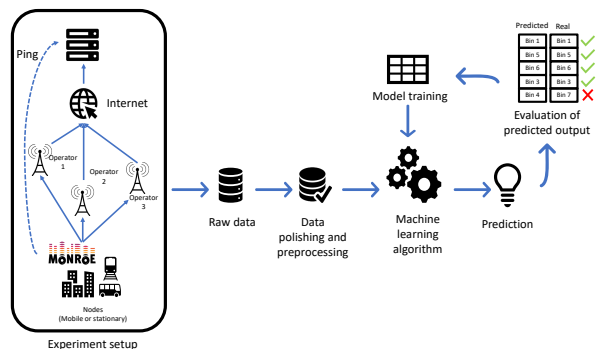 Ping
Internet
Operator
1
Operator
2
Operator
3
MONROE
Nodes
(Mobile or stationary)
Experiment setup
Raw data
Data
polishing and
preprocessing
Model training
Machine
learning
algorithm
Prediction
Predicted Real
Bin 1 Bin 1
Bin 5 Bin 5
Bin 6 Bin 6
Bin 3 Bin 3
Bin 4 Bin 7
Evaluation of
predicted output